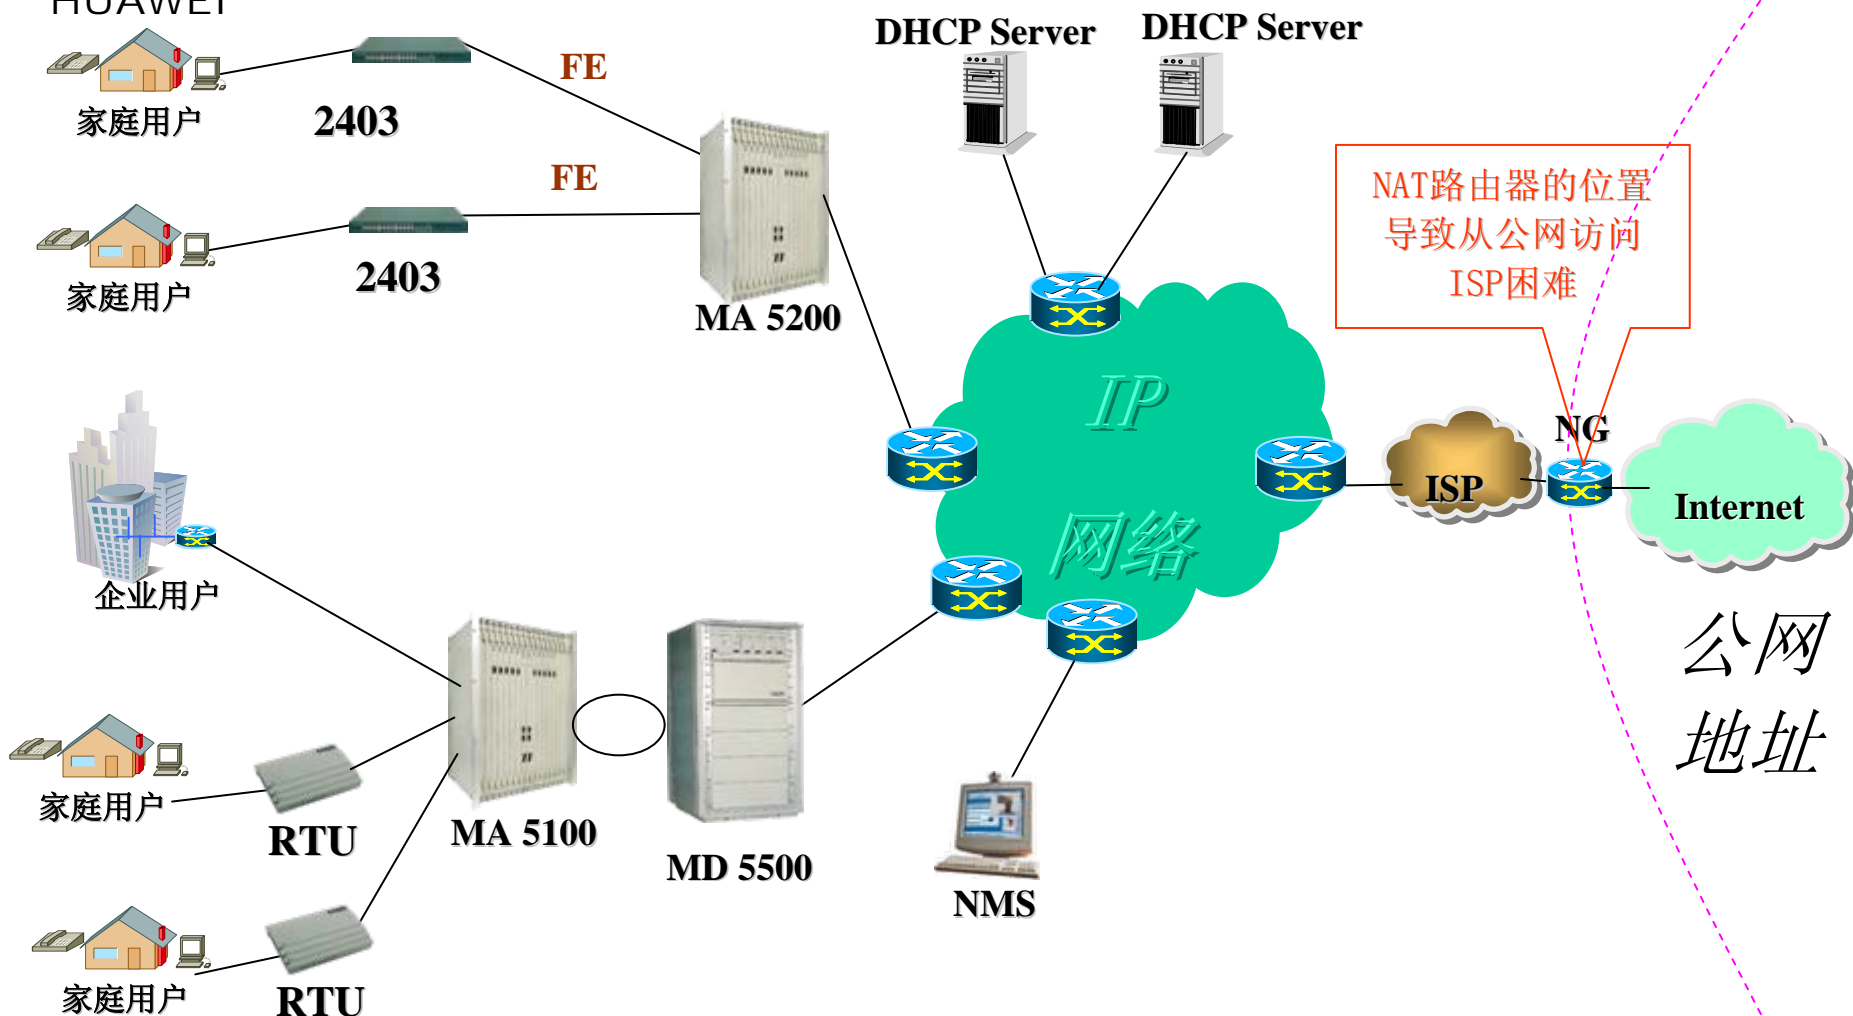 HUAWEI
DHCP Server
DHCP Server
FE
家庭用户
2403
FE
NAT路由器的位置
导致从公网访问
ISP困难
家庭用户
2403
MA 5200
IP
网络
NG
ISP
Internet
企业用户
公网
地址
家庭用户
RTU
MA 5100
MD 5500
NMS
家庭用户
RTU